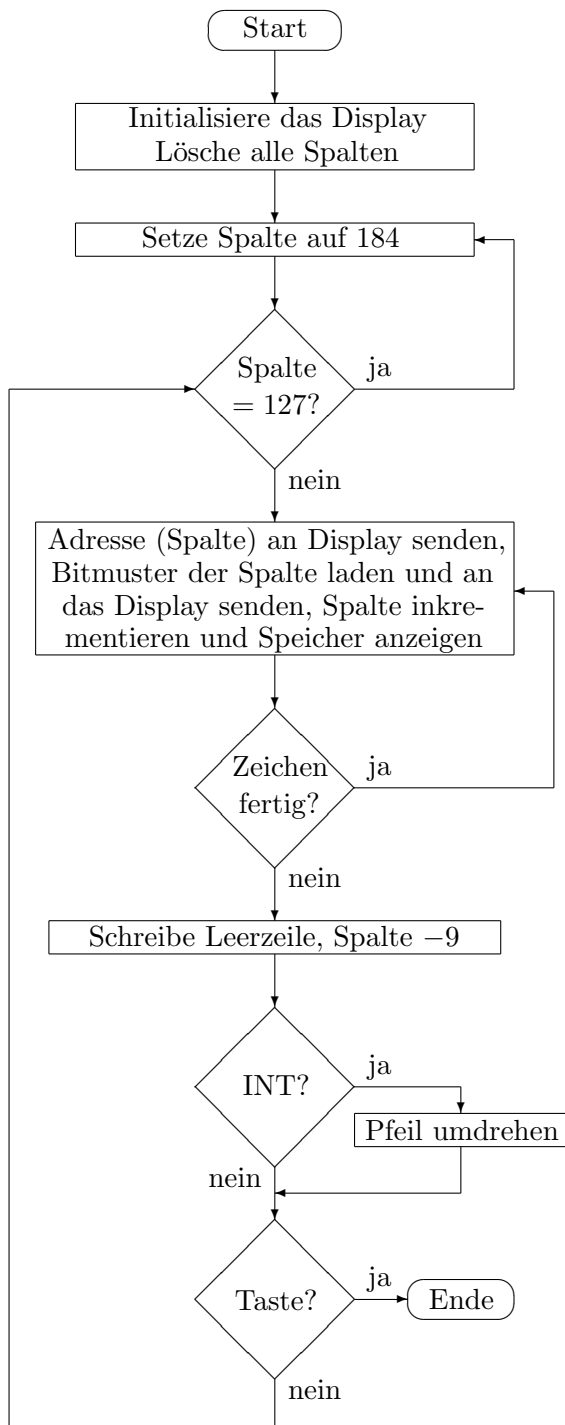 Start
Initialisiere das Display
Lösche alle Spalten
Setze Spalte auf 184
Spalte
= 127?
ja
nein
Adresse (Spalte) an Display senden,
Bitmuster der Spalte laden und an
das Display senden, Spalte inkre-
mentieren und Speicher anzeigen
Zeichen
fertig?
ja
nein
Schreibe Leerzeile, Spalte −9
INT?
ja
Pfeil umdrehen
nein
Taste?
ja
Ende
nein